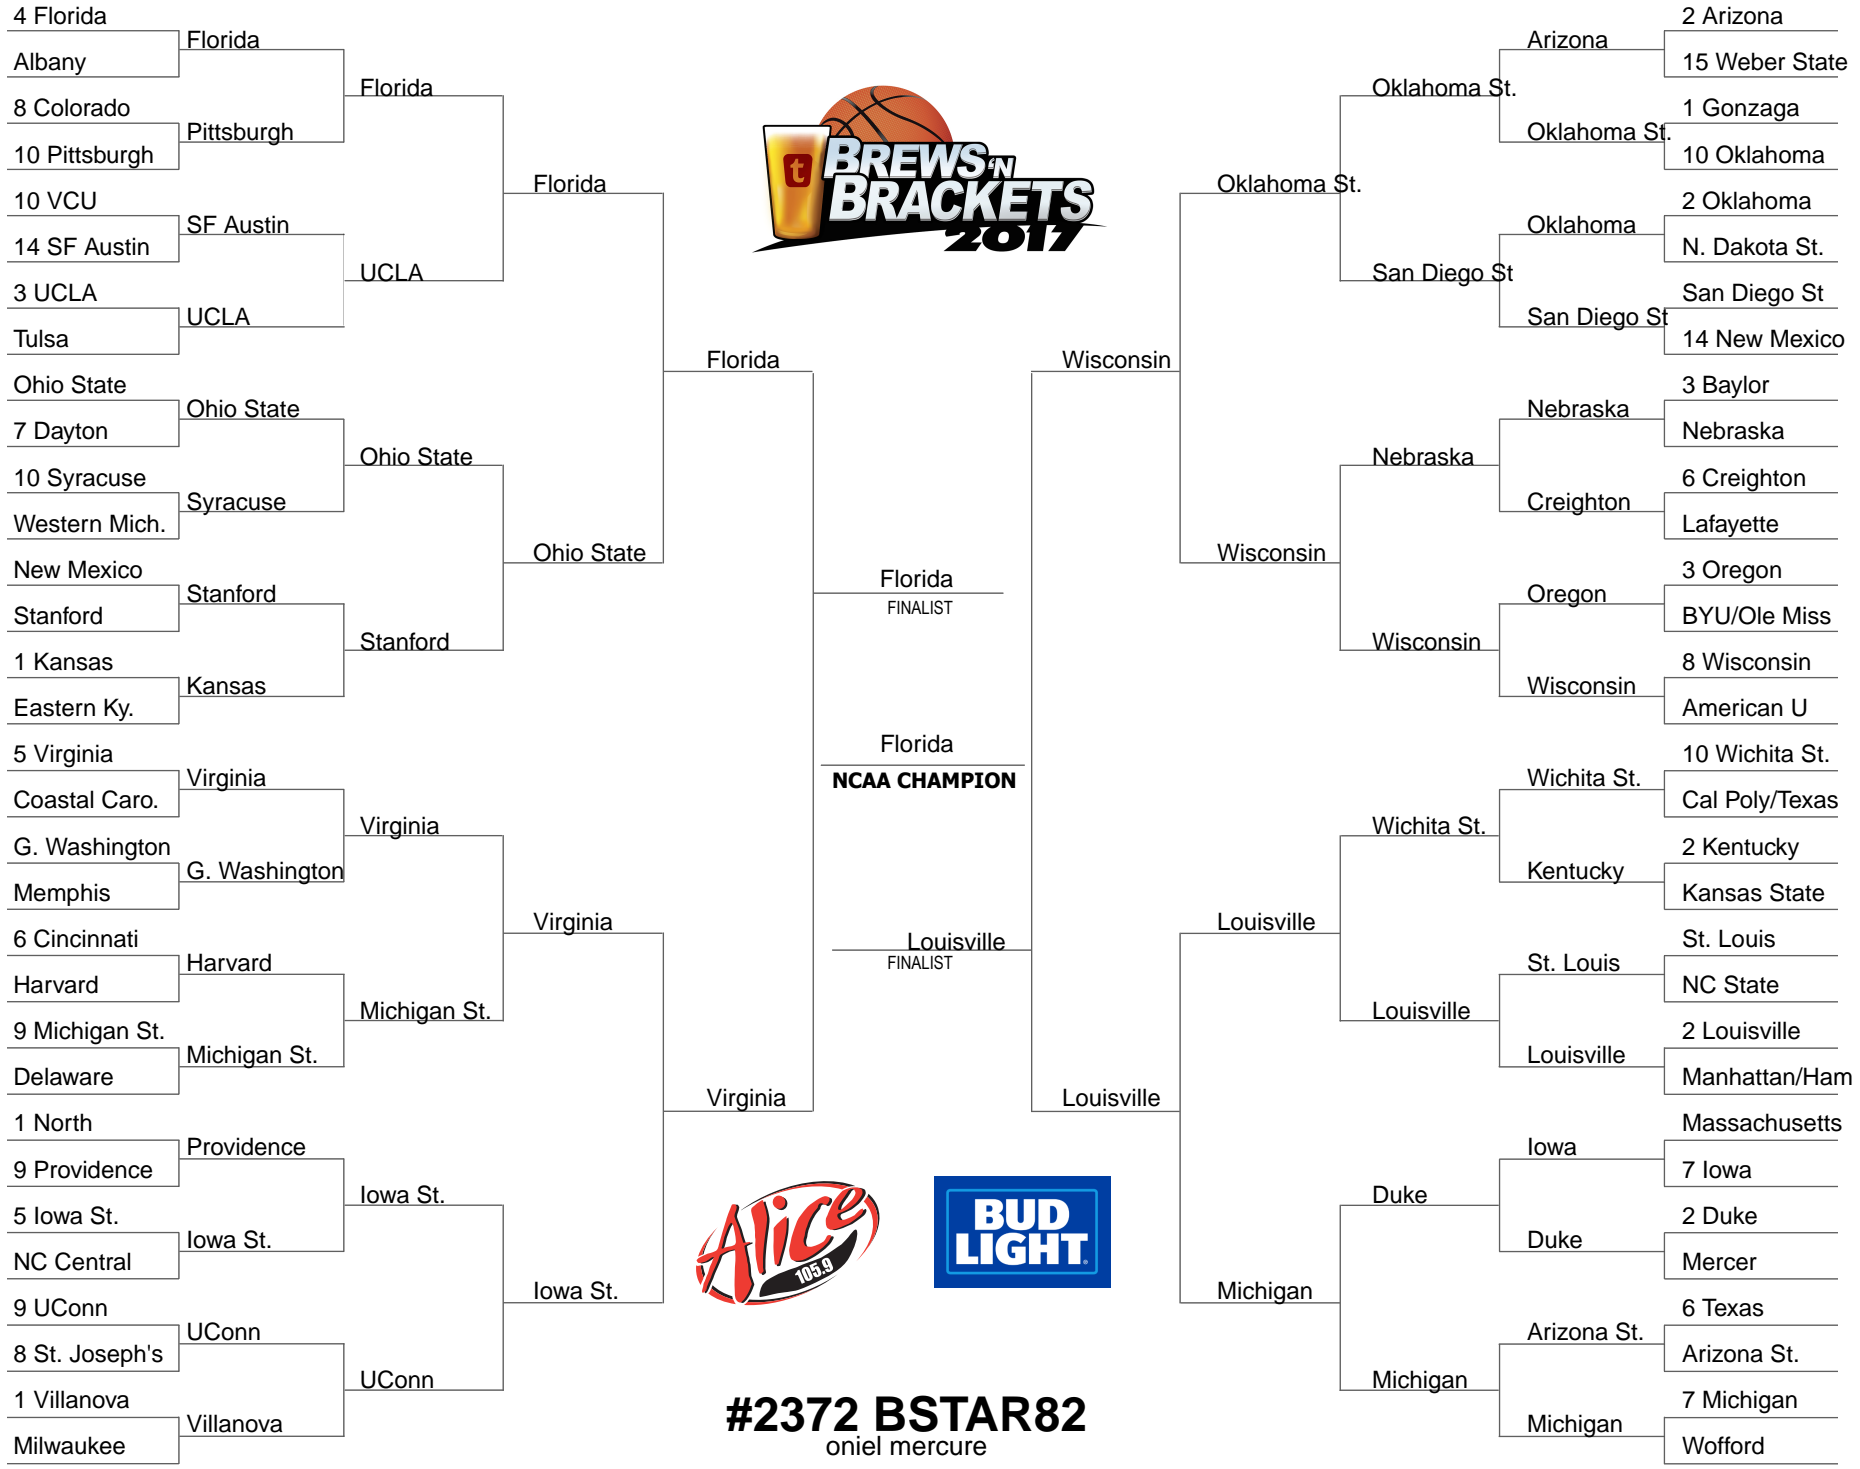 4 Florida
Albany
8 Colorado
10 Pittsburgh
10 VCU
14 SF Austin
3 UCLA
Tulsa
Ohio State
7 Dayton
10 Syracuse
Western Mich.
New Mexico
Stanford
1 Kansas
Eastern Ky.
5 Virginia
Coastal Caro.
G. Washington
Memphis
6 Cincinnati
Harvard
9 Michigan St.
Delaware
1 North
9 Providence
5 Iowa St.
NC Central
9 UConn
8 St. Joseph's
1 Villanova
Milwaukee
Florida
Pittsburgh
SF Austin
UCLA
Ohio State
Syracuse
Stanford
Kansas
Virginia
G. Washington
Harvard
Michigan St.
Providence
Iowa St.
UConn
Villanova
Florida
UCLA
Ohio State
Stanford
Virginia
Michigan St.
Iowa St.
UConn
Florida
Ohio State
Virginia
Iowa St.
Florida
Virginia
t
BREWS 'N
BRACKETS
2017
Florida
FINALIST
Florida
NCAA CHAMPION
Louisville
FINALIST
Alice
105.9
BUD
LIGHT
#2372 BSTAR82
oniel mercure
Wisconsin
Louisville
Oklahoma St.
Wisconsin
Louisville
Michigan
Oklahoma St.
San Diego St
Nebraska
Wisconsin
Wichita St.
Louisville
Duke
Michigan
Arizona
Oklahoma St.
Oklahoma
San Diego St
Nebraska
Creighton
Oregon
Wisconsin
Wichita St.
Kentucky
St. Louis
Louisville
Iowa
Duke
Arizona St.
Michigan
2 Arizona
15 Weber State
1 Gonzaga
10 Oklahoma
2 Oklahoma
N. Dakota St.
San Diego St
14 New Mexico
3 Baylor
Nebraska
6 Creighton
Lafayette
3 Oregon
BYU/Ole Miss
8 Wisconsin
American U
10 Wichita St.
Cal Poly/Texas
2 Kentucky
Kansas State
St. Louis
NC State
2 Louisville
Manhattan/Ham
Massachusetts
7 Iowa
2 Duke
Mercer
6 Texas
Arizona St.
7 Michigan
Wofford